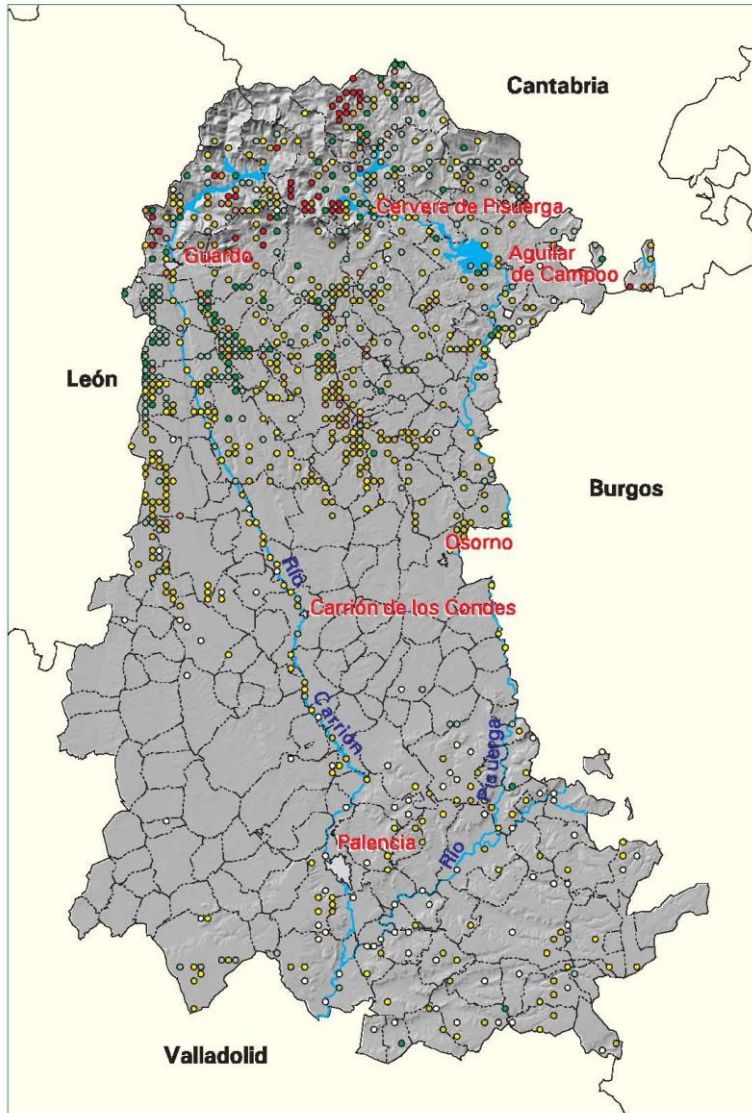 Cantabria
Cervera de Pisuerga
Guardo
Aguilar
de Campoo
León
Burgos
Osorno
Río
Carrión de los Condes
Carrión
Pisuerga
Palencia
Río
Valladolid